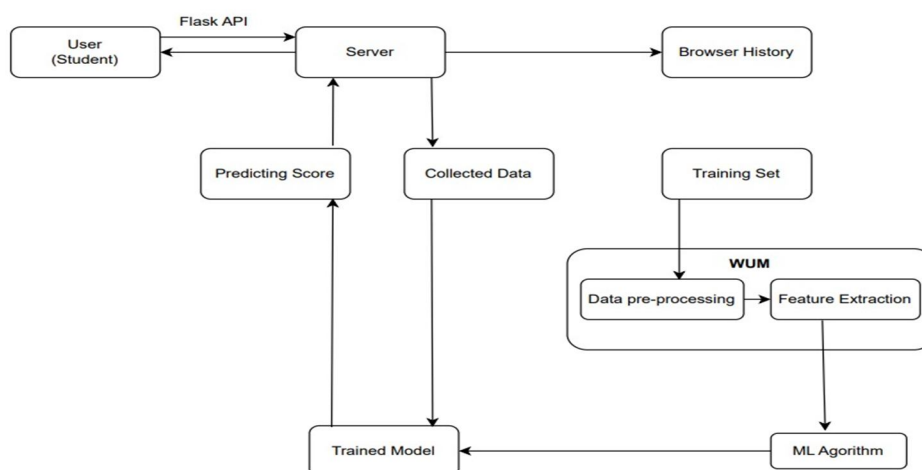 Flask API
User
(Student)
Server
Browser History
Predicting Score
Collected Data
Training Set
WUM
Data pre-processing
Feature Extraction
Trained Model
ML Agorithm